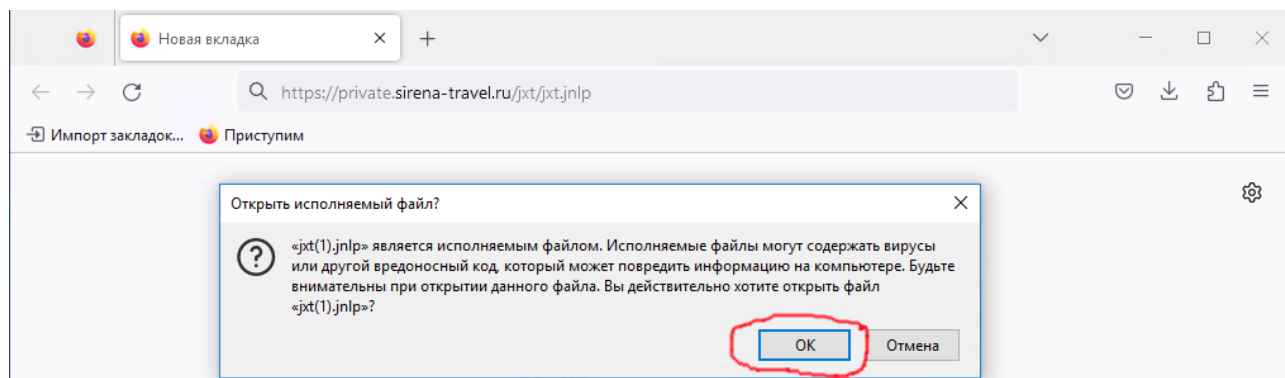 Новая вкладка
https://private.sirena-travel.ru/jxt/jxt.jnlp
Импорт закладок... Приступим
Открыть исполняемый файл?
«jxt(1).jnlp» является исполняемым файлом. Исполняемые файлы могут содержать вирусы
или другой вредоносный код, который может повредить информацию на компьютере. Будьте
внимательны при открытии данного файла. Вы действительно хотите открыть файл
«jxt(1).jnlp»?
OK Отмена